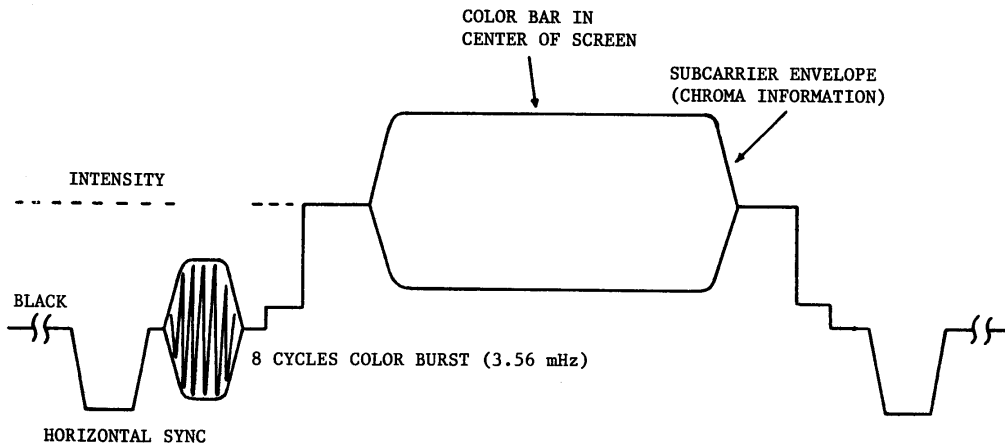 COLOR BAR IN
CENTER OF SCREEN
SUBCARRIER ENVELOPE
(CHROMA INFORMATION)
INTENSITY
BLACK
8 CYCLES COLOR BURST (3.56 mHz)
HORIZONTAL SYNC